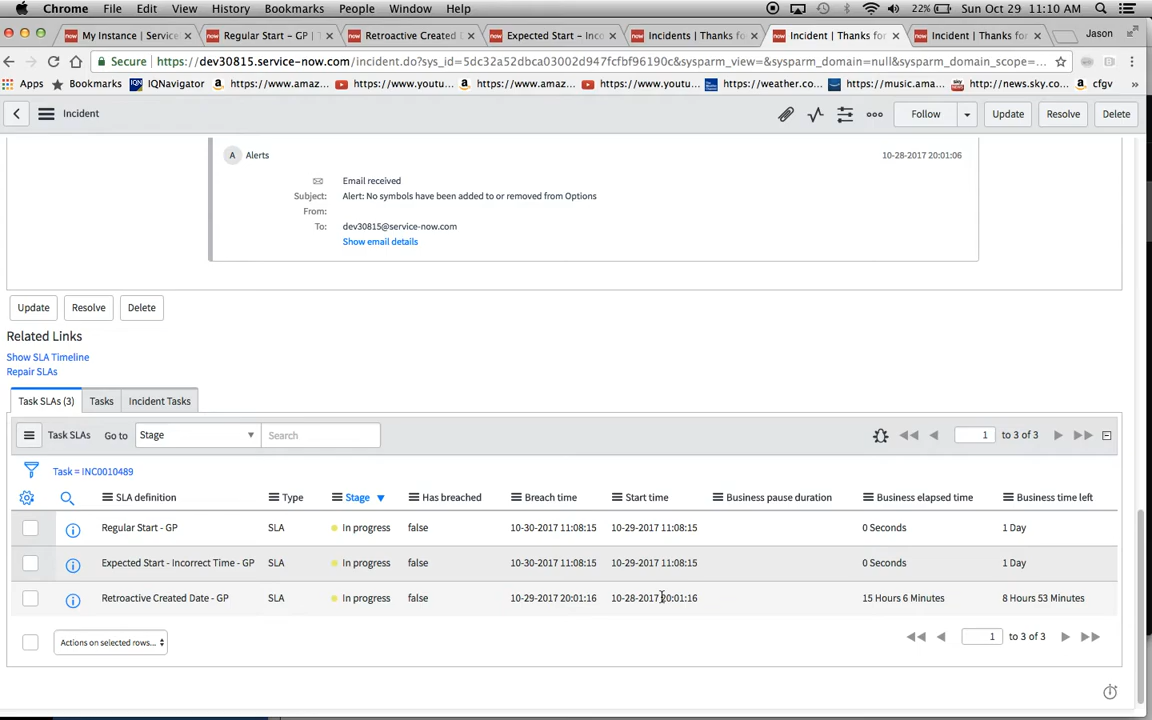 Chrome File Edit View History Bookmarks People Window Help 22% Sun Oct 29 11:10 AM
My Instance | Service Regular Start – GP | T Retroactive Created D Expected Start – Inco Incidents | Thanks fo Incident | Thanks for Incident | Thanks for Jason
Secure https://dev30815.service-now.com/incident.do?sys_id=5dc32a52dbca03002d947fcfbf96190c&sysparm_view=&sysparm_domain=null&sysparm_domain_scope=...
Apps Bookmarks IQNavigator https://www.amaz... https://www.youtu... https://www.amaz... https://www.youtu... https://weather.co... https://music.ama... http://news.sky.co... cfgv »
Incident Follow Update Resolve Delete
A Alerts 10-28-2017 20:01:06
Email received
Subject: Alert: No symbols have been added to or removed from Options
From:
To: dev30815@service-now.com
Show email details
Update Resolve Delete
Related Links
Show SLA Timeline
Repair SLAs
Task SLAs (3) Tasks Incident Tasks
Task SLAs Go to Stage Search 1 to 3 of 3
Task = INC0010489
SLA definition Type Stage Has breached Breach time Start time Business pause duration Business elapsed time Business time left
Regular Start - GP SLA In progress false 10-30-2017 11:08:15 10-29-2017 11:08:15 0 Seconds 1 Day
Expected Start - Incorrect Time - GP SLA In progress false 10-30-2017 11:08:15 10-29-2017 11:08:15 0 Seconds 1 Day
Retroactive Created Date - GP SLA In progress false 10-29-2017 20:01:16 10-28-2017 20:01:16 15 Hours 6 Minutes 8 Hours 53 Minutes
Actions on selected rows... 1 to 3 of 3